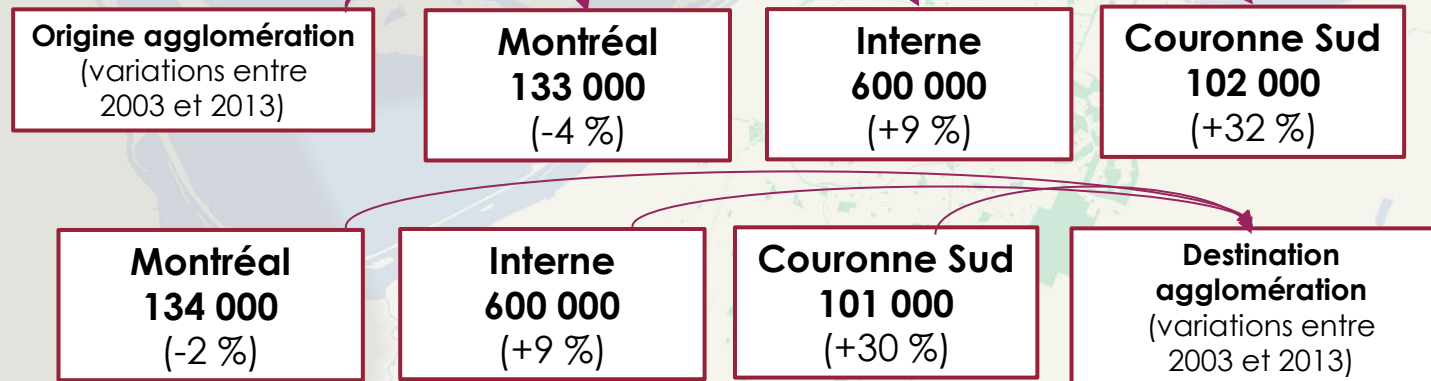 Origine agglomération
(variations entre
2003 et 2013)
Montréal
133 000
(-4 %)
Interne
600 000
(+9 %)
Couronne Sud
102 000
(+32 %)
Montréal
134 000
(-2 %)
Interne
600 000
(+9 %)
Couronne Sud
101 000
(+30 %)
Destination
agglomération
(variations entre
2003 et 2013)